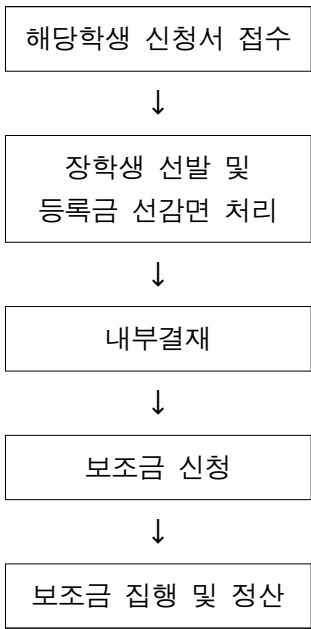 해당학생 신청서 접수
↓
장학생 선발 및
등록금 선감면 처리
↓
내부결재
↓
보조금 신청
↓
보조금 집행 및 정산